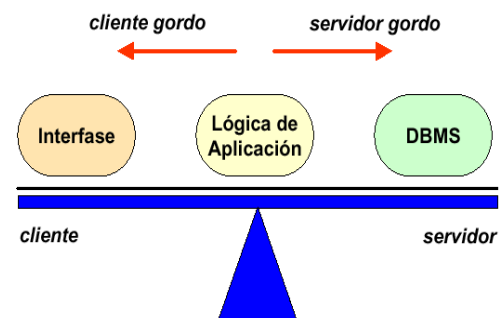 cliente gordo
servidor gordo
Interfase
Lógica de
Aplicación
DBMS
cliente
servidor